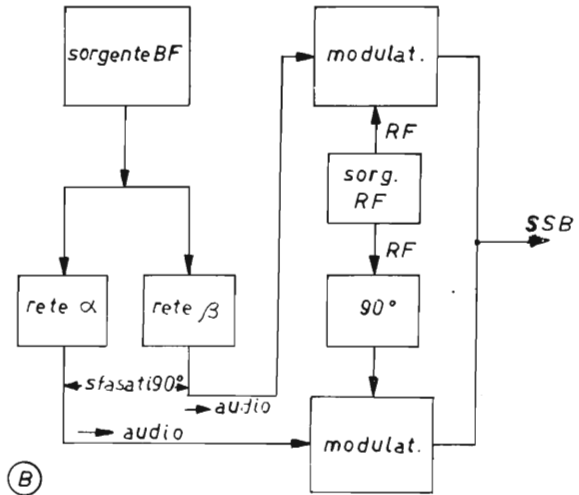 sorgente BF
modulat.
RF
sorg.
RF
SSB
RF
rete α
rete β
90°
sfasati 90°
audio
audio
modulat.
B